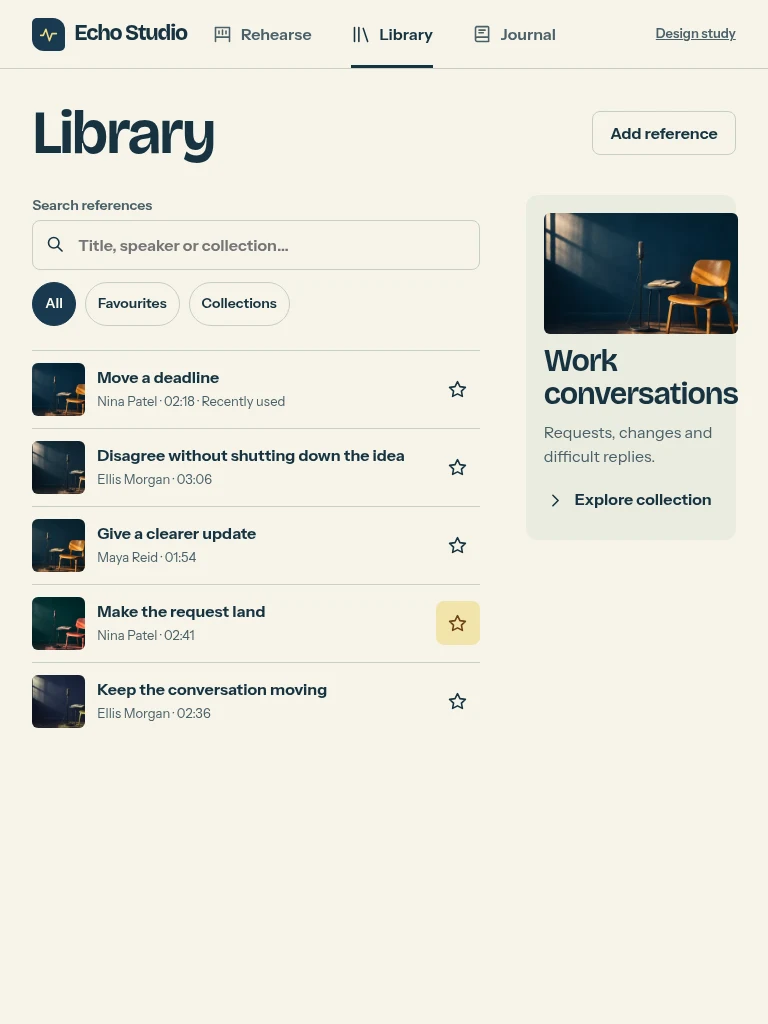 Echo Studio
Rehearse
Library
Journal
Design study
Library
Add reference
Search references
Title, speaker or collection...
All
Favourites
Collections
Move a deadline
Nina Patel · 02:18 · Recently used
Disagree without shutting down the idea
Ellis Morgan · 03:06
Give a clearer update
Maya Reid · 01:54
Make the request land
Nina Patel · 02:41
Keep the conversation moving
Ellis Morgan · 02:36
Work
conversations
Requests, changes and
difficult replies.
Explore collection